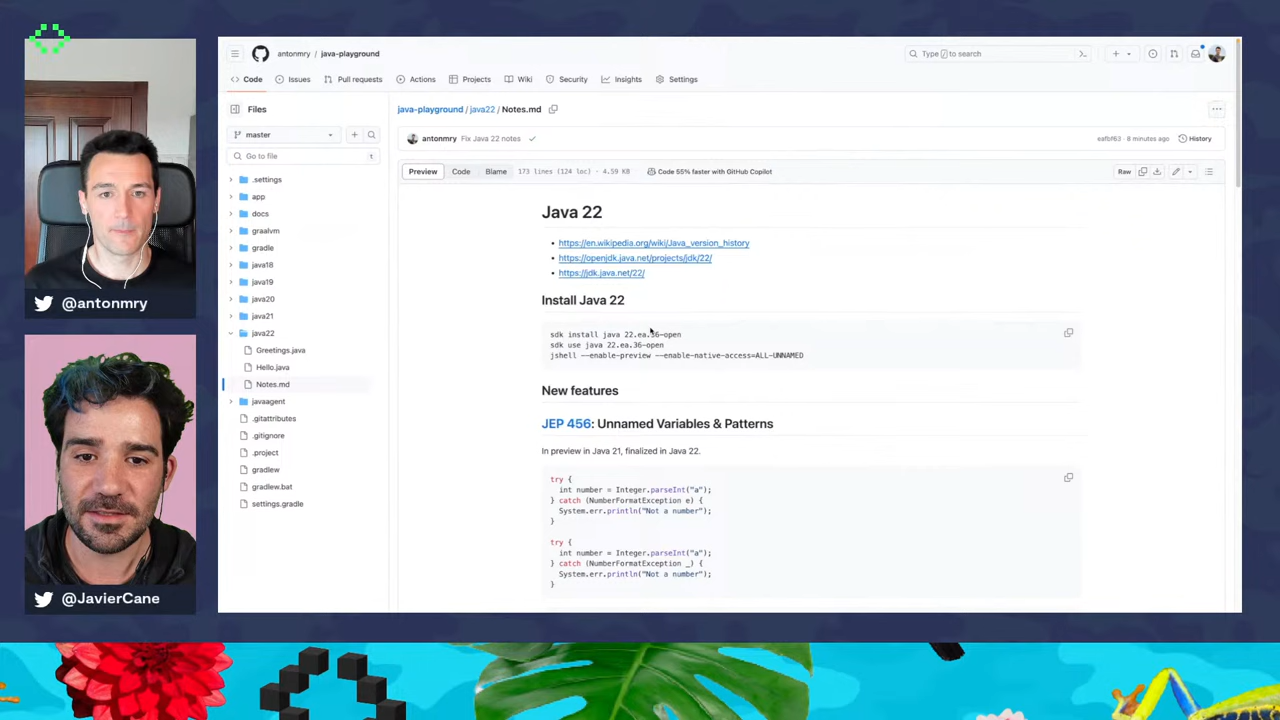 antonmry / java-playground
Type / to search
Code
Issues
Pull requests
Actions
Projects
Wiki
Security
Insights
Settings
Files
master
Go to file
t
.settings
app
docs
graalvm
gradle
java18
java19
java20
java21
java22
Greetings.java
Hello.java
Notes.md
javaagent
.gitattributes
.gitignore
.project
gradlew
gradlew.bat
settings.gradle
java-playground / java22 / Notes.md
antonmry Fix Java 22 notes
eafbf63 · 8 minutes ago
History
Preview
Code
Blame
173 lines (124 loc) · 4.59 KB
Code 55% faster with GitHub Copilot
Raw
Java 22
• https://en.wikipedia.org/wiki/Java_version_history
• https://openjdk.java.net/projects/jdk/22/
• https://jdk.java.net/22/
Install Java 22
sdk install java 22.ea.36-open
sdk use java 22.ea.36-open
jshell --enable-preview --enable-native-access=ALL-UNNAMED
New features
JEP 456: Unnamed Variables & Patterns
In preview in Java 21, finalized in Java 22.
try {
int number = Integer.parseInt("a");
} catch (NumberFormatException e) {
System.err.println("Not a number");
}
try {
int number = Integer.parseInt("a");
} catch (NumberFormatException _) {
System.err.println("Not a number");
}
@antonmry
@JavierCane